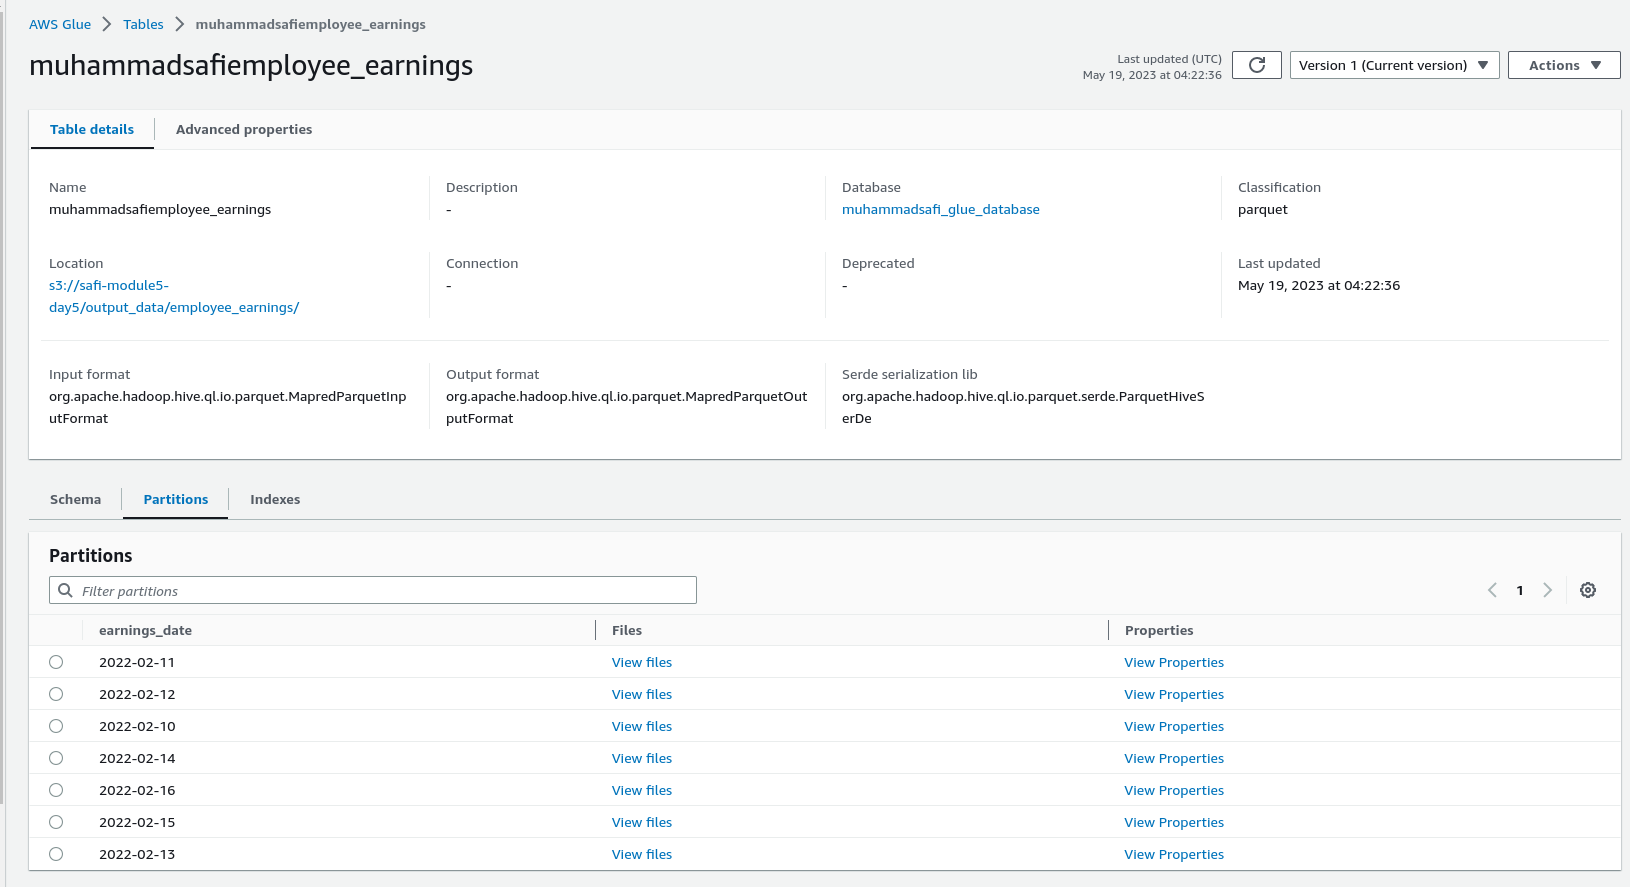 AWS Glue > Tables > muhammadsafiemployee_earnings
muhammadsafiemployee_earnings
Last updated (UTC)
May 19, 2023 at 04:22:36
Version 1 (Current version)
Actions
Table details
Advanced properties
Name
muhammadsafiemployee_earnings
Description
-
Database
muhammadsafi_glue_database
Classification
parquet
Location
s3://safi-module5-
day5/output_data/employee_earnings/
Connection
-
Deprecated
-
Last updated
May 19, 2023 at 04:22:36
Input format
org.apache.hadoop.hive.ql.io.parquet.MapredParquetInp
utFormat
Output format
org.apache.hadoop.hive.ql.io.parquet.MapredParquetOut
putFormat
Serde serialization lib
org.apache.hadoop.hive.ql.io.parquet.serde.ParquetHiveS
erDe
Schema
Partitions
Indexes
Partitions
Filter partitions
1
earnings_date Files Properties
2022-02-11 View files View Properties
2022-02-12 View files View Properties
2022-02-10 View files View Properties
2022-02-14 View files View Properties
2022-02-16 View files View Properties
2022-02-15 View files View Properties
2022-02-13 View files View Properties